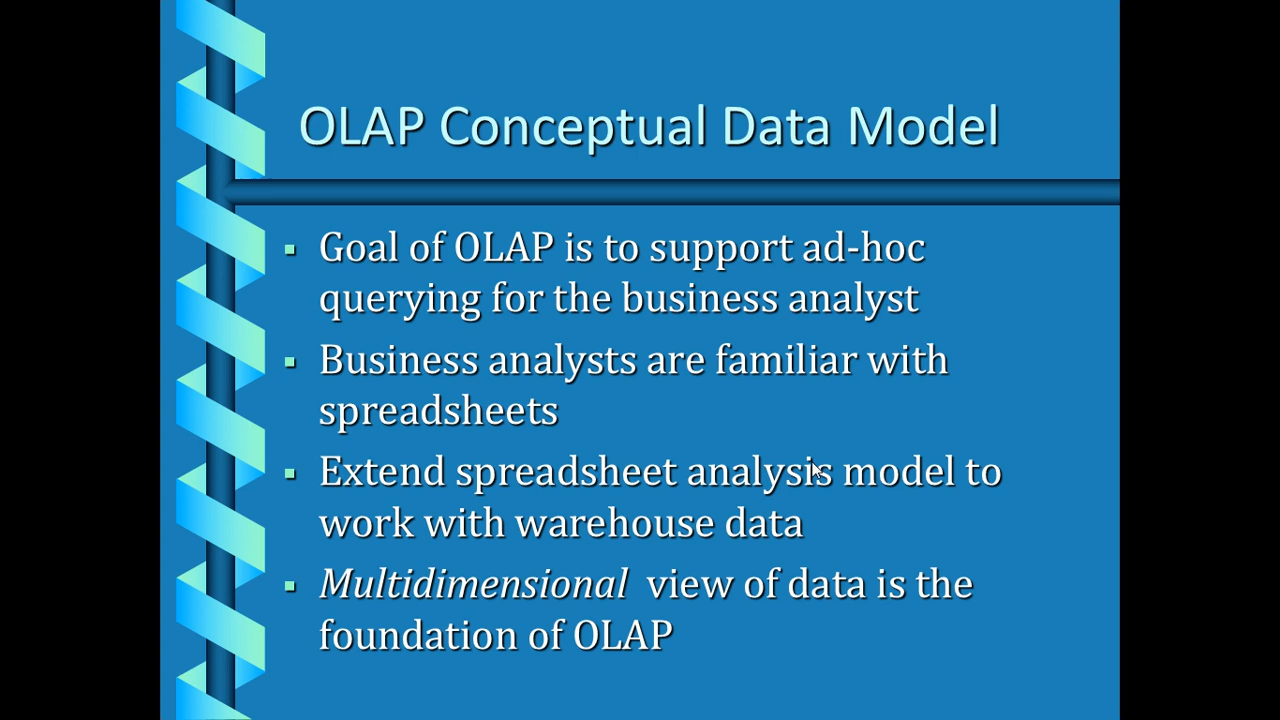 OLAP Conceptual Data Model
▪ Goal of OLAP is to support ad-hoc
querying for the business analyst
▪ Business analysts are familiar with
spreadsheets
▪ Extend spreadsheet analysis model to
work with warehouse data
▪ Multidimensional view of data is the
foundation of OLAP